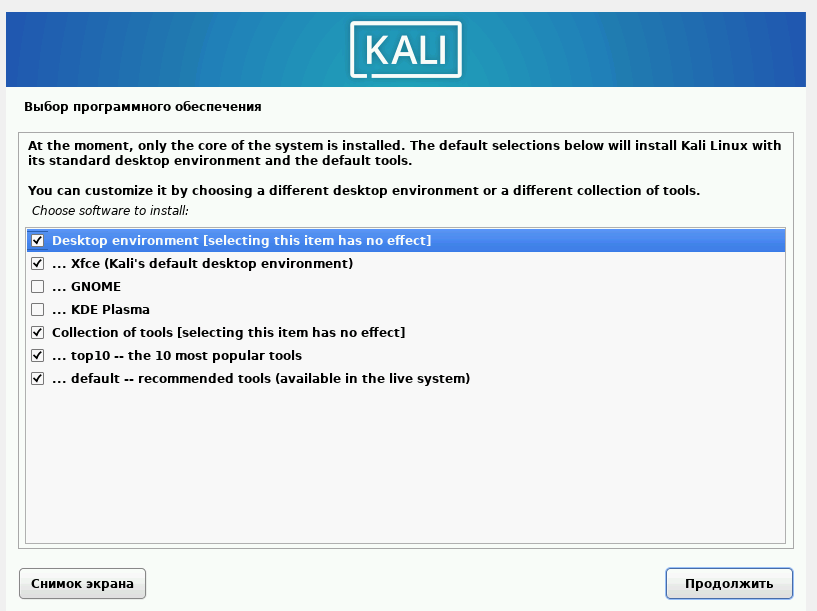 KALI
Выбор программного обеспечения
At the moment, only the core of the system is installed. The default selections below will install Kali Linux with
its standard desktop environment and the default tools.
You can customize it by choosing a different desktop environment or a different collection of tools.
Choose software to install:
Desktop environment [selecting this item has no effect]
... Xfce (Kali's default desktop environment)
... GNOME
... KDE Plasma
Collection of tools [selecting this item has no effect]
... top10 -- the 10 most popular tools
... default -- recommended tools (available in the live system)
Снимок экрана
Продолжить